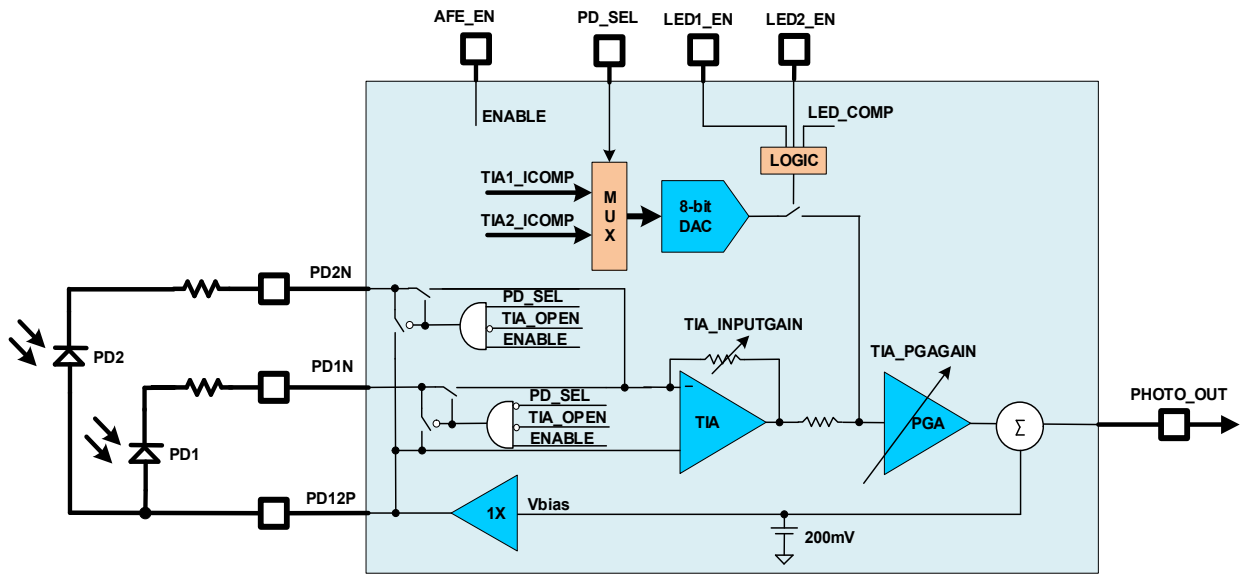 AFE_EN
PD_SEL
LED1_EN
LED2_EN
ENABLE
LED_COMP
LOGIC
TIA1_ICOMP
TIA2_ICOMP
M
U
X
8-bit
DAC
PD2N
PD_SEL
TIA_OPEN
ENABLE
TIA_INPUTGAIN
TIA_PGAGAIN
PD2
PD1N
PD_SEL
TIA_OPEN
ENABLE
–
TIA
PGA
Σ
PHOTO_OUT
PD1
PD12P
1X
Vbias
200mV